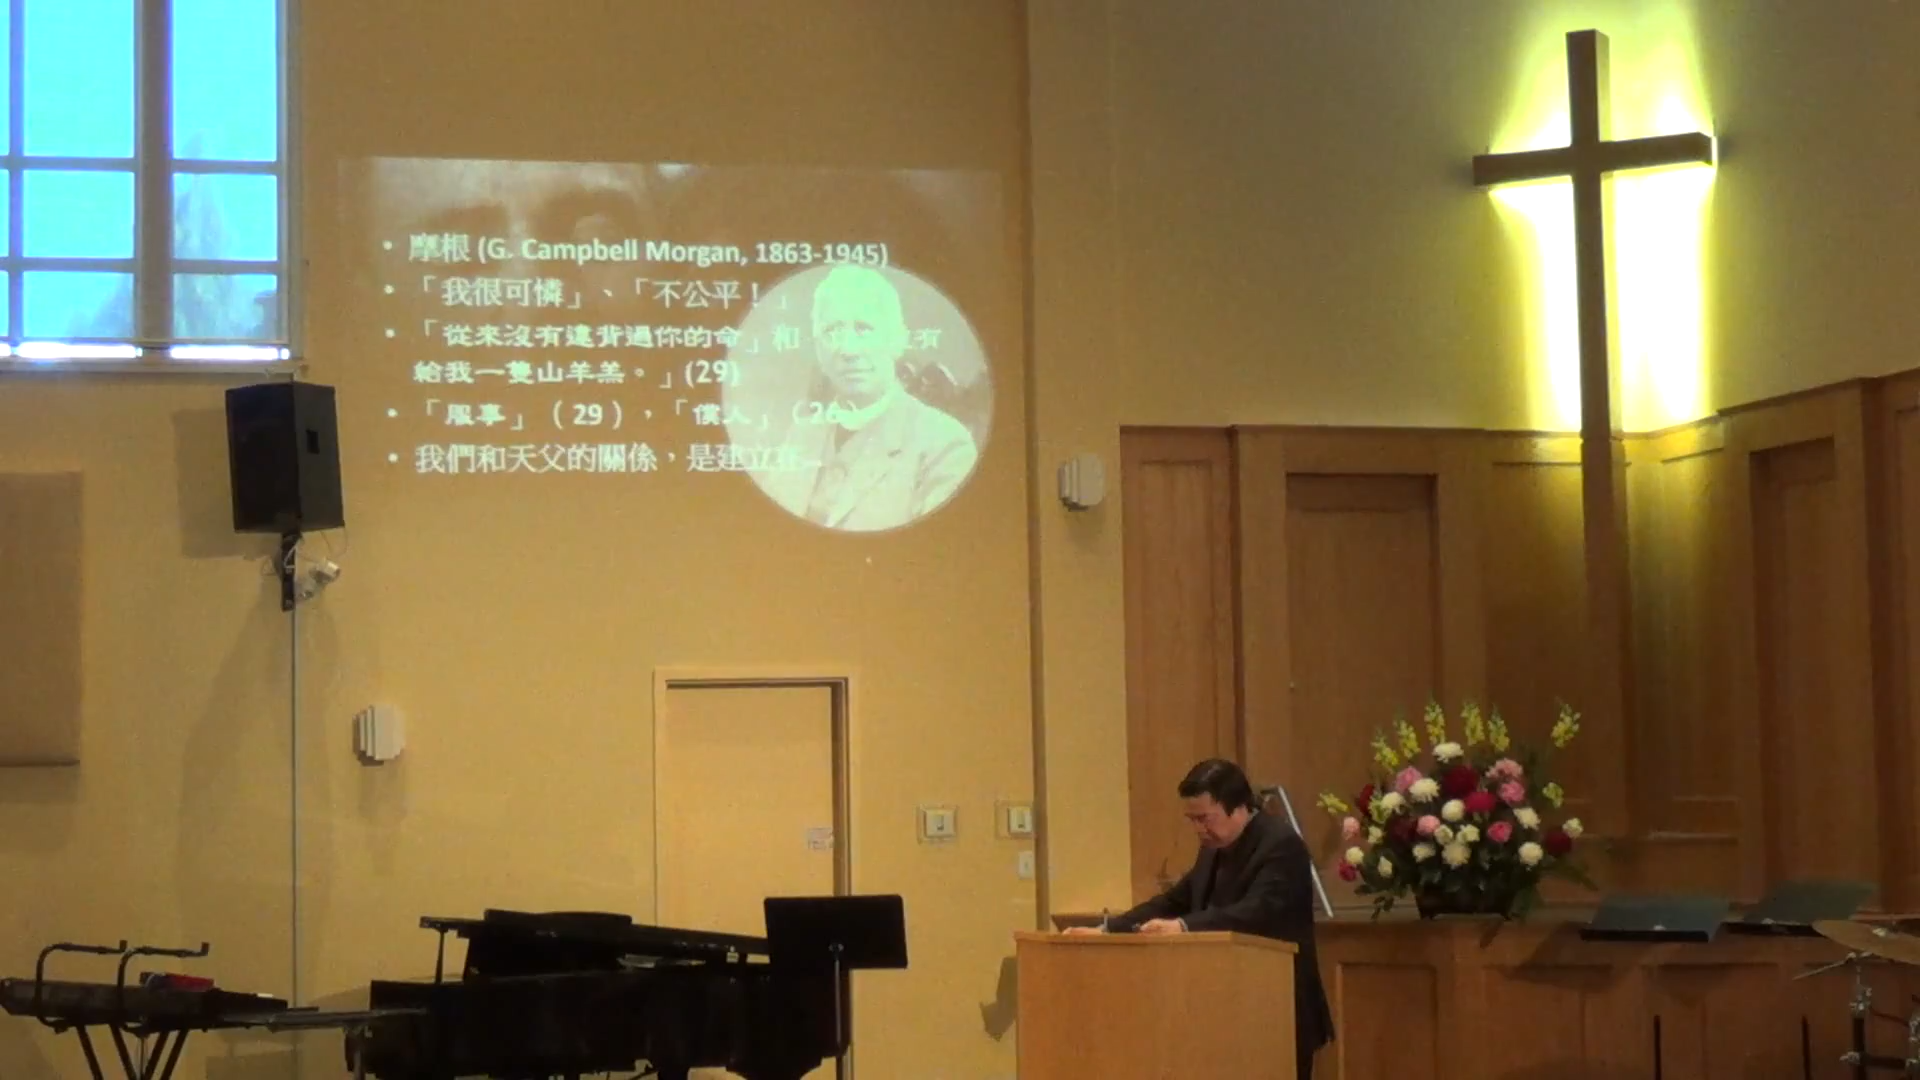 • 摩根 (G. Campbell Morgan, 1863-1945)
• 「我很可憐」、「不公平！」
• 「從來沒有違背過你的命」和 有
給我一隻山羊羔。」(29)
• 「服事」（29），「僕人」（26）
• 我們和天父的關係，是建立在…